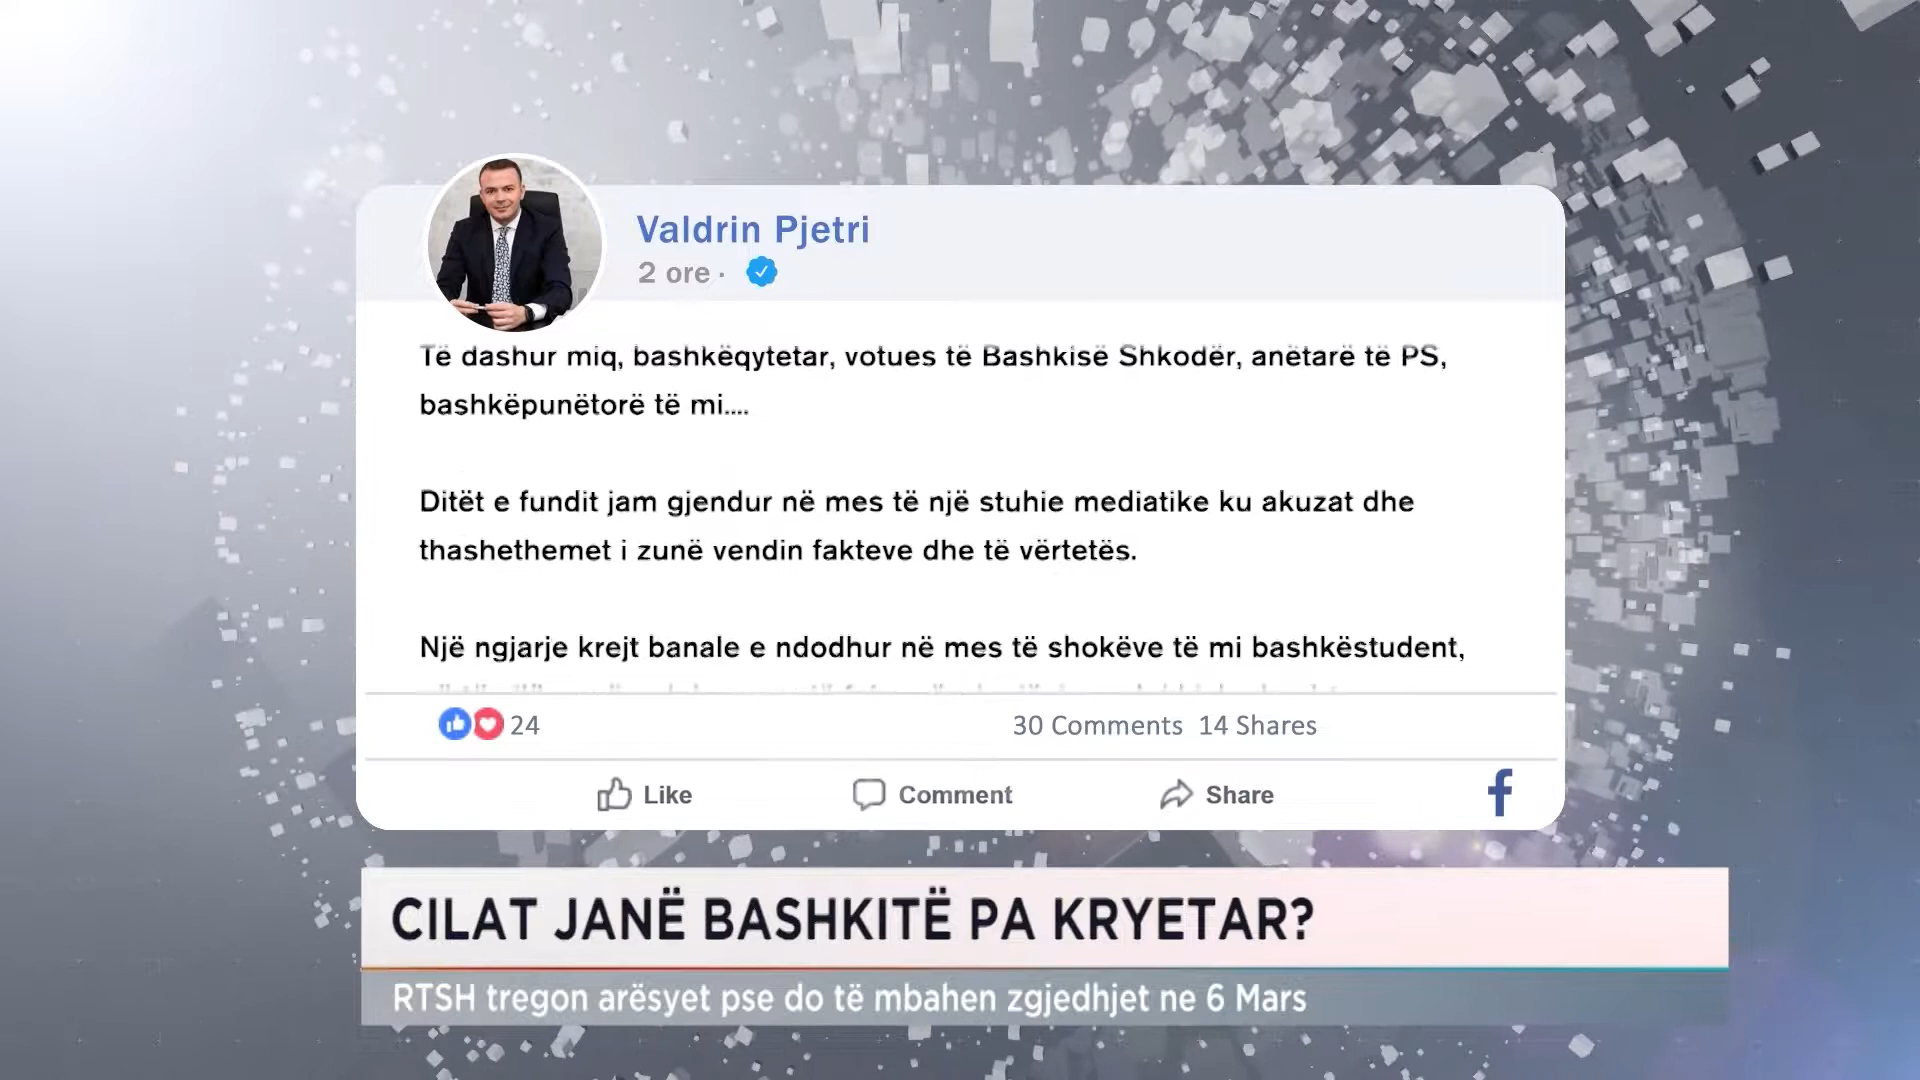 Valdrin Pjetri
2 ore ·
Të dashur miq, bashkëqytetar, votues të Bashkisë Shkodër, anëtarë të PS,
bashkëpunëtorë të mi....
Ditët e fundit jam gjendur në mes të një stuhie mediatike ku akuzat dhe
thashethemet i zunë vendin fakteve dhe të vërtetës.
Një ngjarje krejt banale e ndodhur në mes të shokëve të mi bashkëstudent,
24 30 Comments 14 Shares
Like Comment Share f
CILAT JANË BASHKITË PA KRYETAR?
RTSH tregon arësyet pse do të mbahen zgjedhjet ne 6 Mars